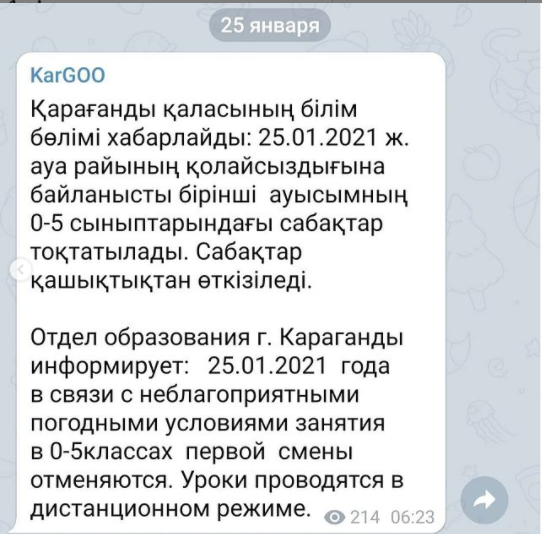 25 января
KarGOO
Қарағанды қаласының білім
бөлімі хабарлайды: 25.01.2021 ж.
ауа райының қолайсыздығына
байланысты бірінші  ауысымның
0-5 сыныптарындағы сабақтар
тоқтатылады. Сабақтар
қашықтықтан өткізіледі.
Отдел образования г. Караганды
информирует:  25.01.2021  года
в связи с неблагоприятными
погодными условиями занятия
в 0-5классах  первой  смены
отменяются. Уроки проводятся в
дистанционном режиме. 214 06:23